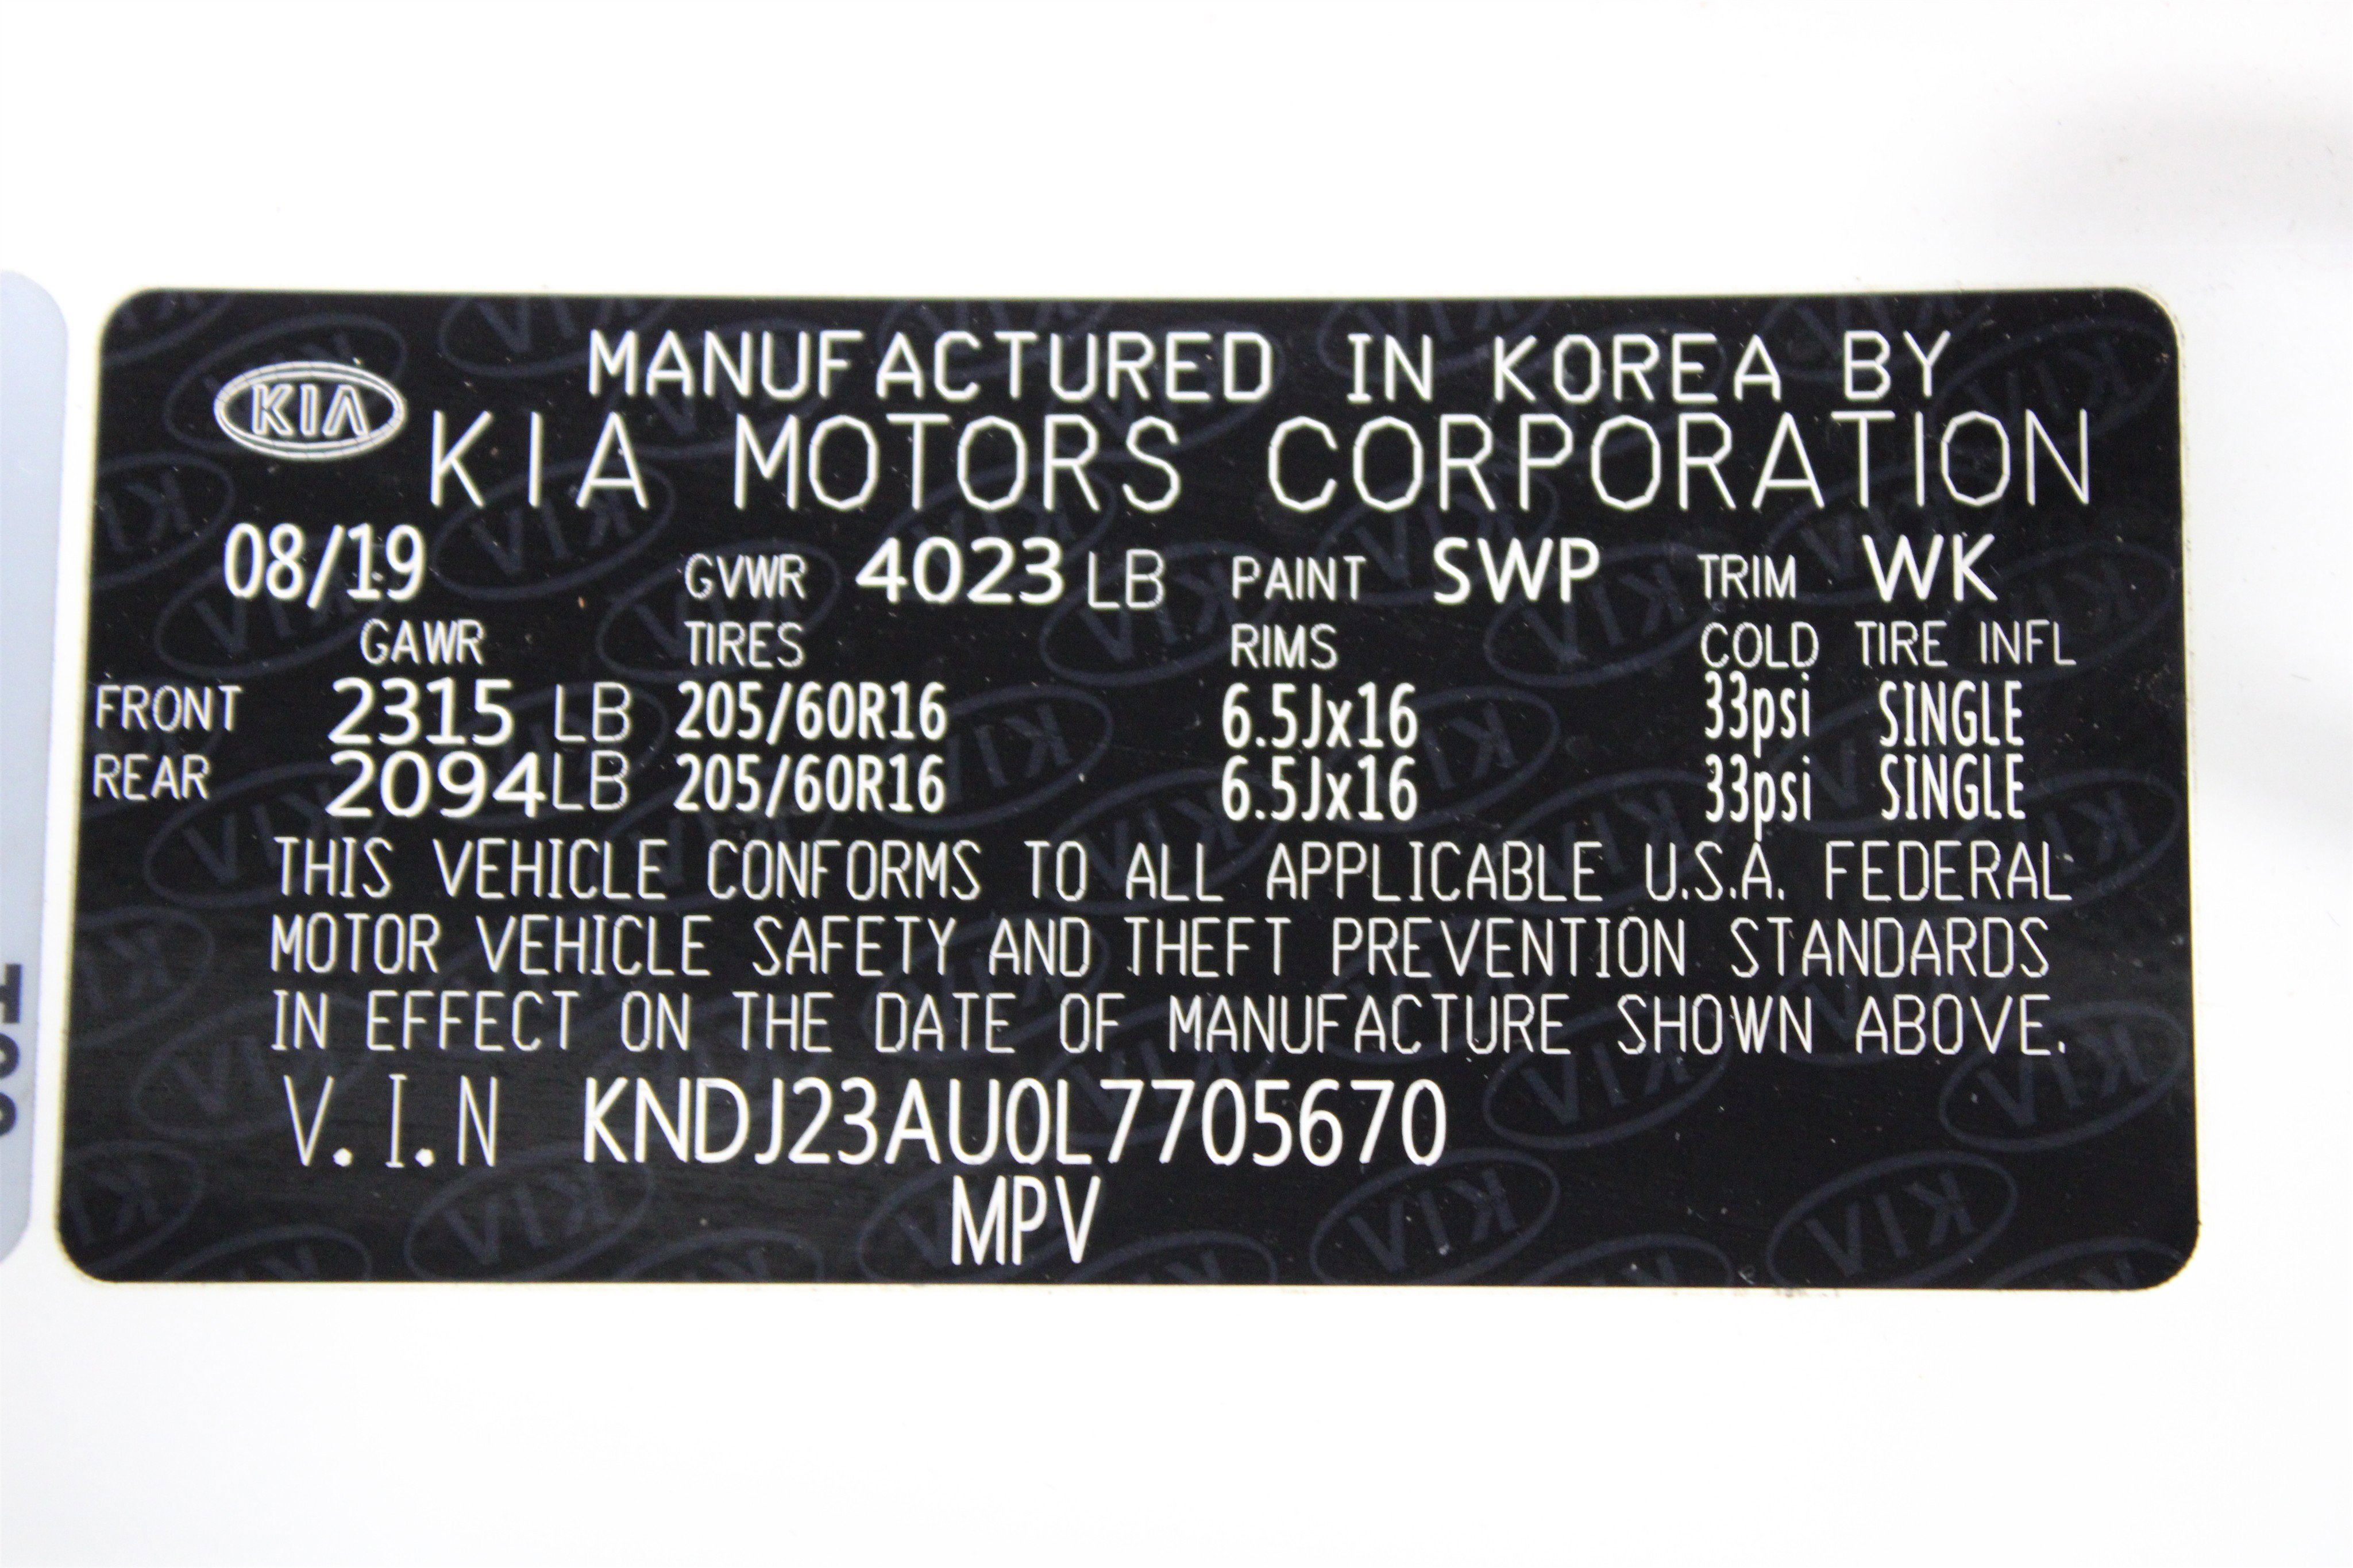 MANUFACTURED IN KOREA BY
KIA KIA MOTORS CORPORATION
08/19 GVWR 4023 LB PAINT SWP TRIM WK
GAWR TIRES RIMS COLD TIRE INFL
FRONT 2315 LB 205/60R16 6.5Jx16 33psi SINGLE
REAR 2094LB 205/60R16 6.5Jx16 33psi SINGLE
THIS VEHICLE CONFORMS TO ALL APPLICABLE U.S.A. FEDERAL
MOTOR VEHICLE SAFETY AND THEFT PREVENTION STANDARDS
IN EFFECT ON THE DATE OF MANUFACTURE SHOWN ABOVE.
V.I.N KNDJ23AU0L7705670
MPV